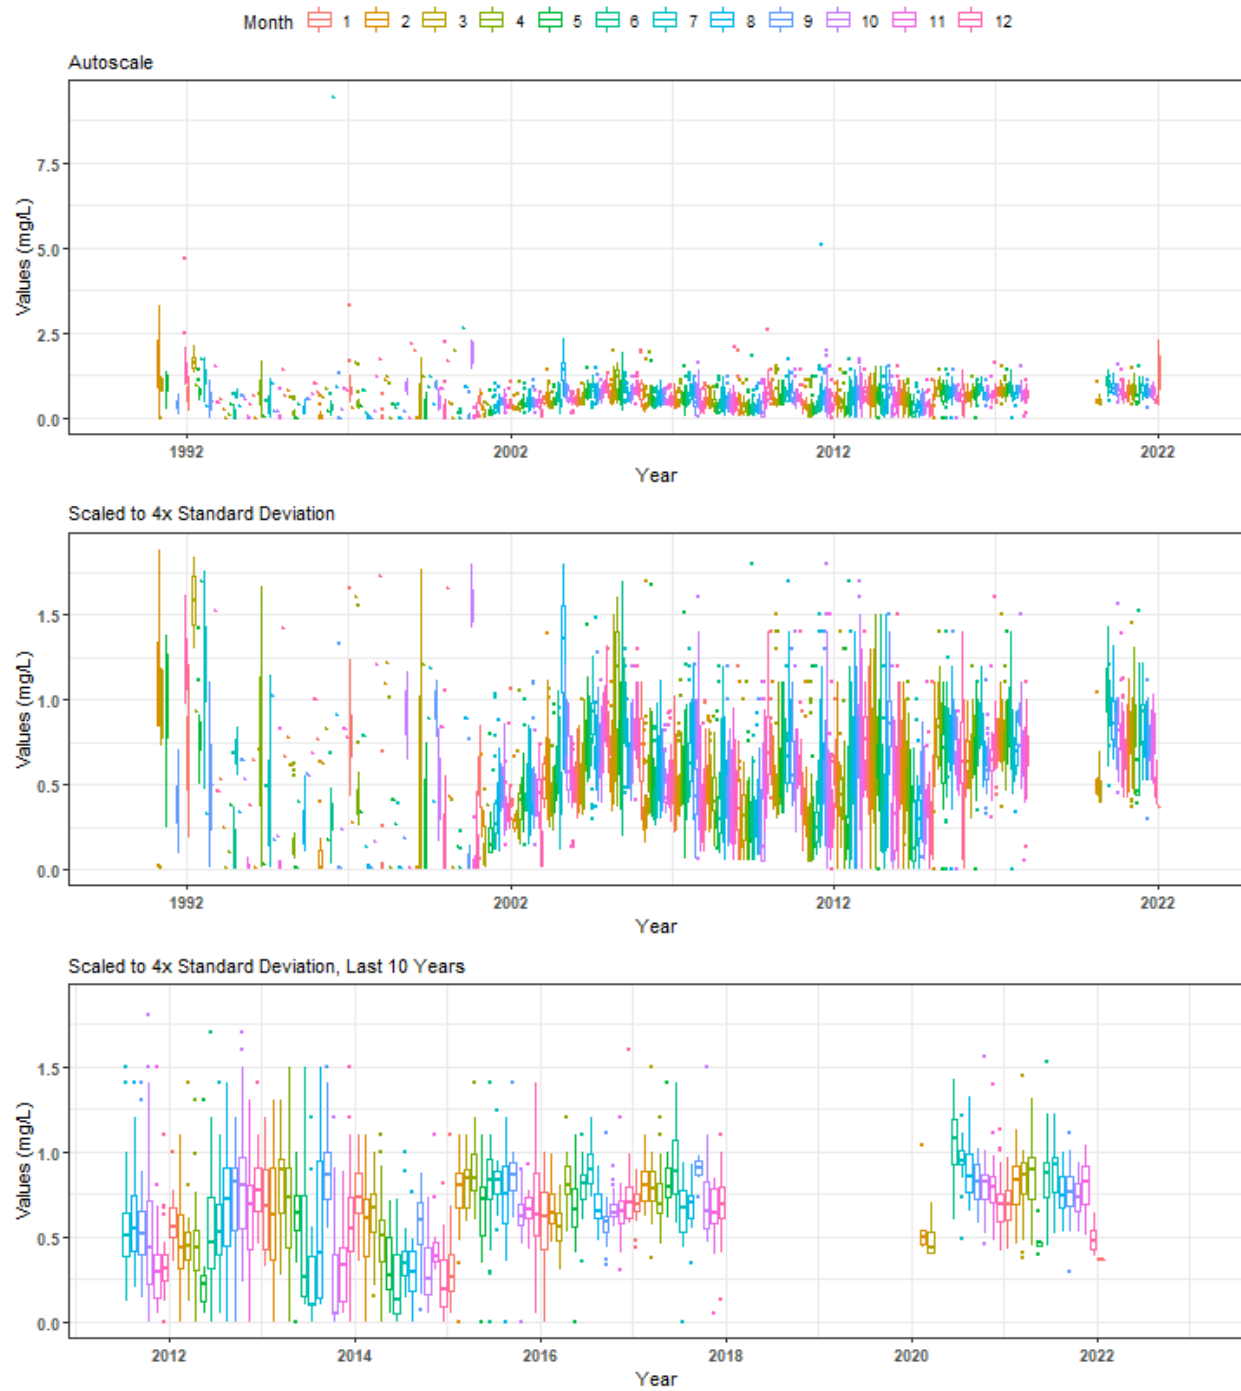 Month 1 2 3 4 5 6 7 8 9 10 11 12
Autoscale
7.5
5.0
2.5
0.0
Values (mg/L)
1992 2002 2012 2022
Year
Scaled to 4x Standard Deviation
1.5
1.0
0.5
0.0
Values (mg/L)
1992 2002 2012 2022
Year
Scaled to 4x Standard Deviation, Last 10 Years
1.5
1.0
0.5
0.0
Values (mg/L)
2012 2014 2016 2018 2020 2022
Year